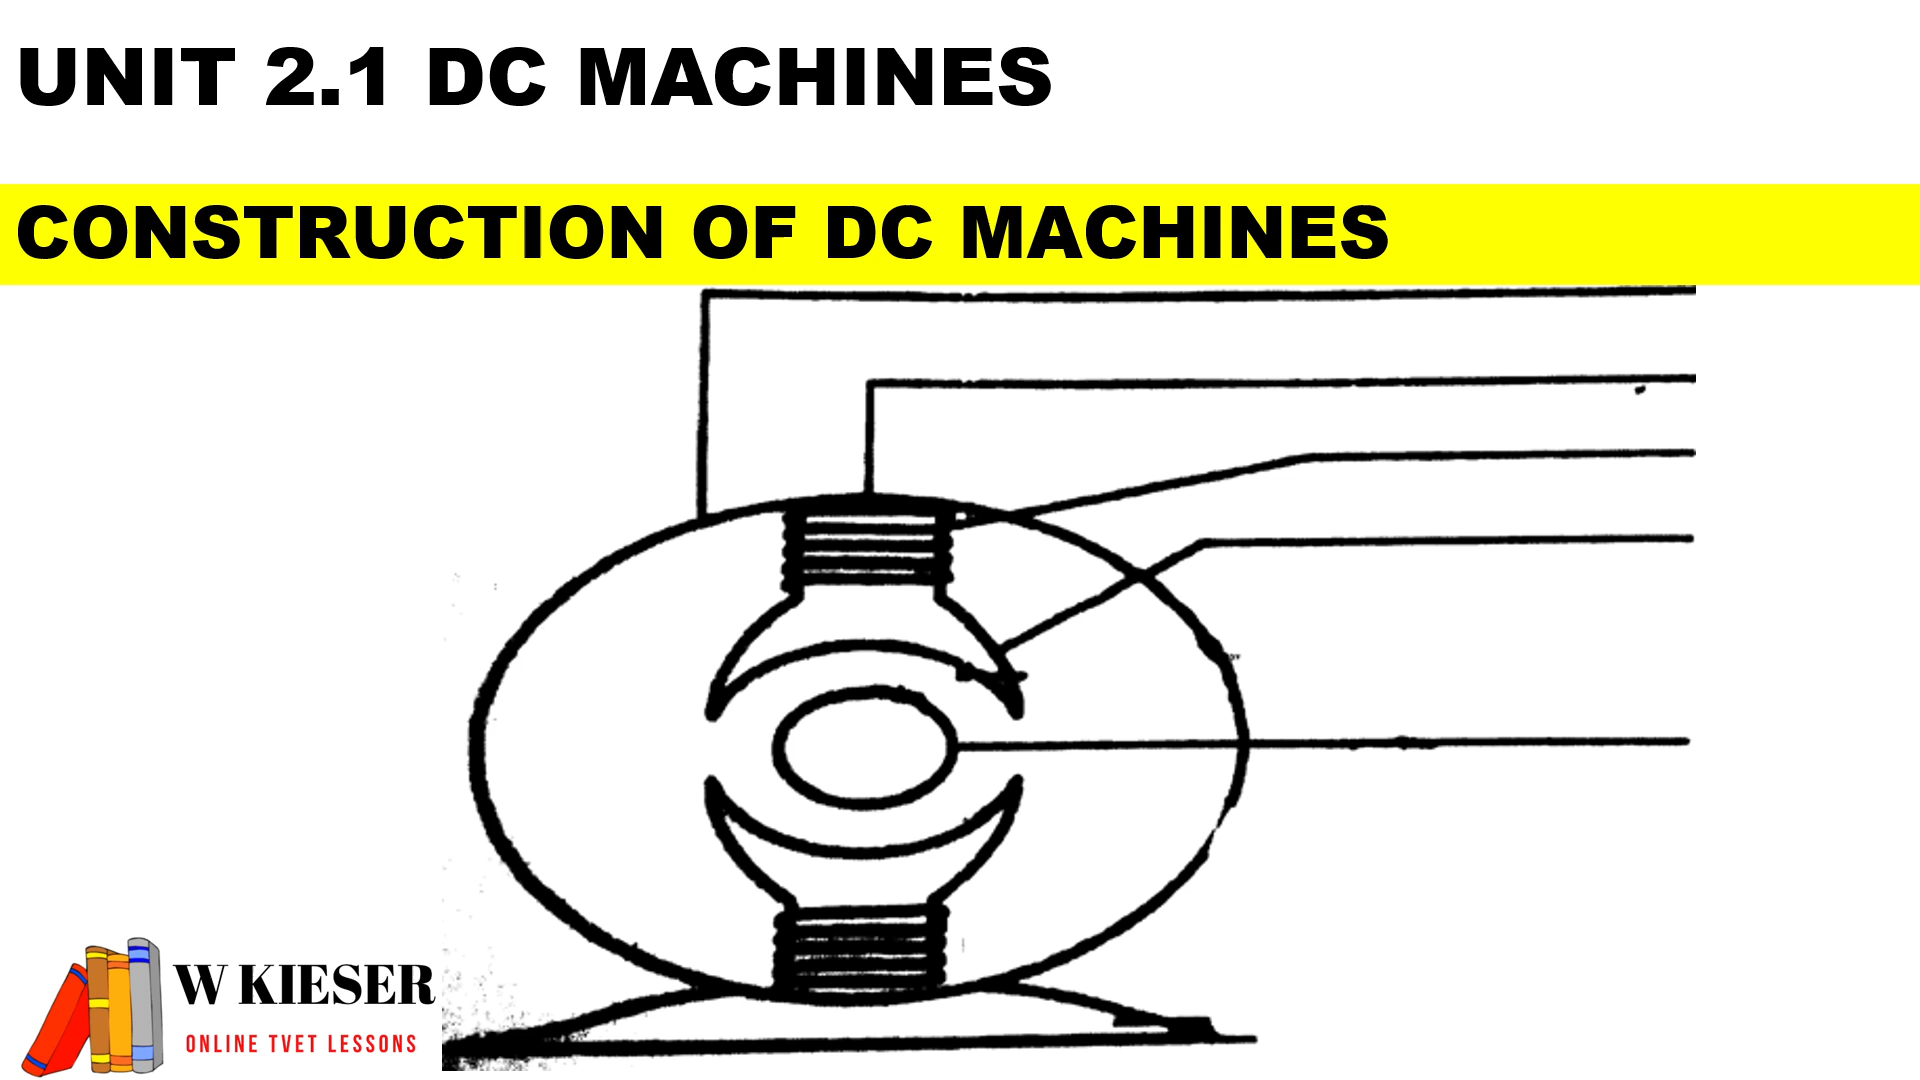 UNIT 2.1 DC MACHINES
CONSTRUCTION OF DC MACHINES
W KIESER
ONLINE TVET LESSONS